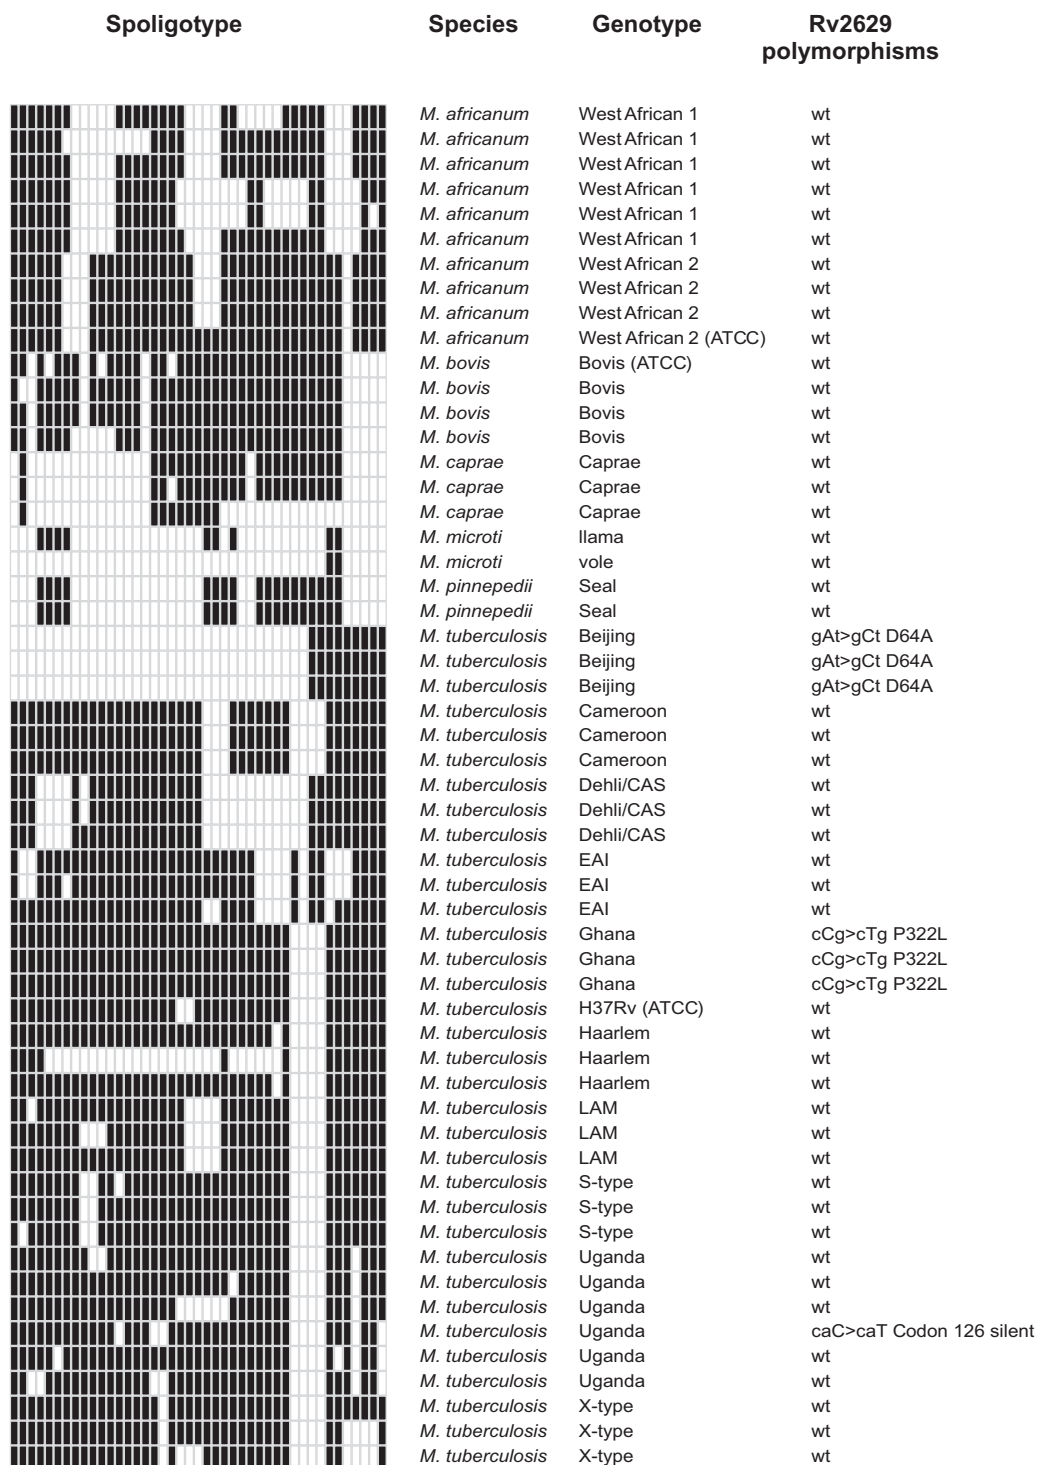 Spoligotype Species Genotype Rv2629
polymorphisms
M. africanum West African 1 wt
M. africanum West African 1 wt
M. africanum West African 1 wt
M. africanum West African 1 wt
M. africanum West African 1 wt
M. africanum West African 1 wt
M. africanum West African 2 wt
M. africanum West African 2 wt
M. africanum West African 2 wt
M. africanum West African 2 (ATCC) wt
M. bovis Bovis (ATCC) wt
M. bovis Bovis wt
M. bovis Bovis wt
M. bovis Bovis wt
M. caprae Caprae wt
M. caprae Caprae wt
M. caprae Caprae wt
M. microti llama wt
M. microti vole wt
M. pinnepedii Seal wt
M. pinnepedii Seal wt
M. tuberculosis Beijing gAt>gCt D64A
M. tuberculosis Beijing gAt>gCt D64A
M. tuberculosis Beijing gAt>gCt D64A
M. tuberculosis Cameroon wt
M. tuberculosis Cameroon wt
M. tuberculosis Cameroon wt
M. tuberculosis Dehli/CAS wt
M. tuberculosis Dehli/CAS wt
M. tuberculosis Dehli/CAS wt
M. tuberculosis EAI wt
M. tuberculosis EAI wt
M. tuberculosis EAI wt
M. tuberculosis Ghana cCg>cTg P322L
M. tuberculosis Ghana cCg>cTg P322L
M. tuberculosis Ghana cCg>cTg P322L
M. tuberculosis H37Rv (ATCC) wt
M. tuberculosis Haarlem wt
M. tuberculosis Haarlem wt
M. tuberculosis Haarlem wt
M. tuberculosis LAM wt
M. tuberculosis LAM wt
M. tuberculosis LAM wt
M. tuberculosis S-type wt
M. tuberculosis S-type wt
M. tuberculosis S-type wt
M. tuberculosis Uganda wt
M. tuberculosis Uganda wt
M. tuberculosis Uganda wt
M. tuberculosis Uganda caC>caT Codon 126 silent
M. tuberculosis Uganda wt
M. tuberculosis Uganda wt
M. tuberculosis X-type wt
M. tuberculosis X-type wt
M. tuberculosis X-type wt